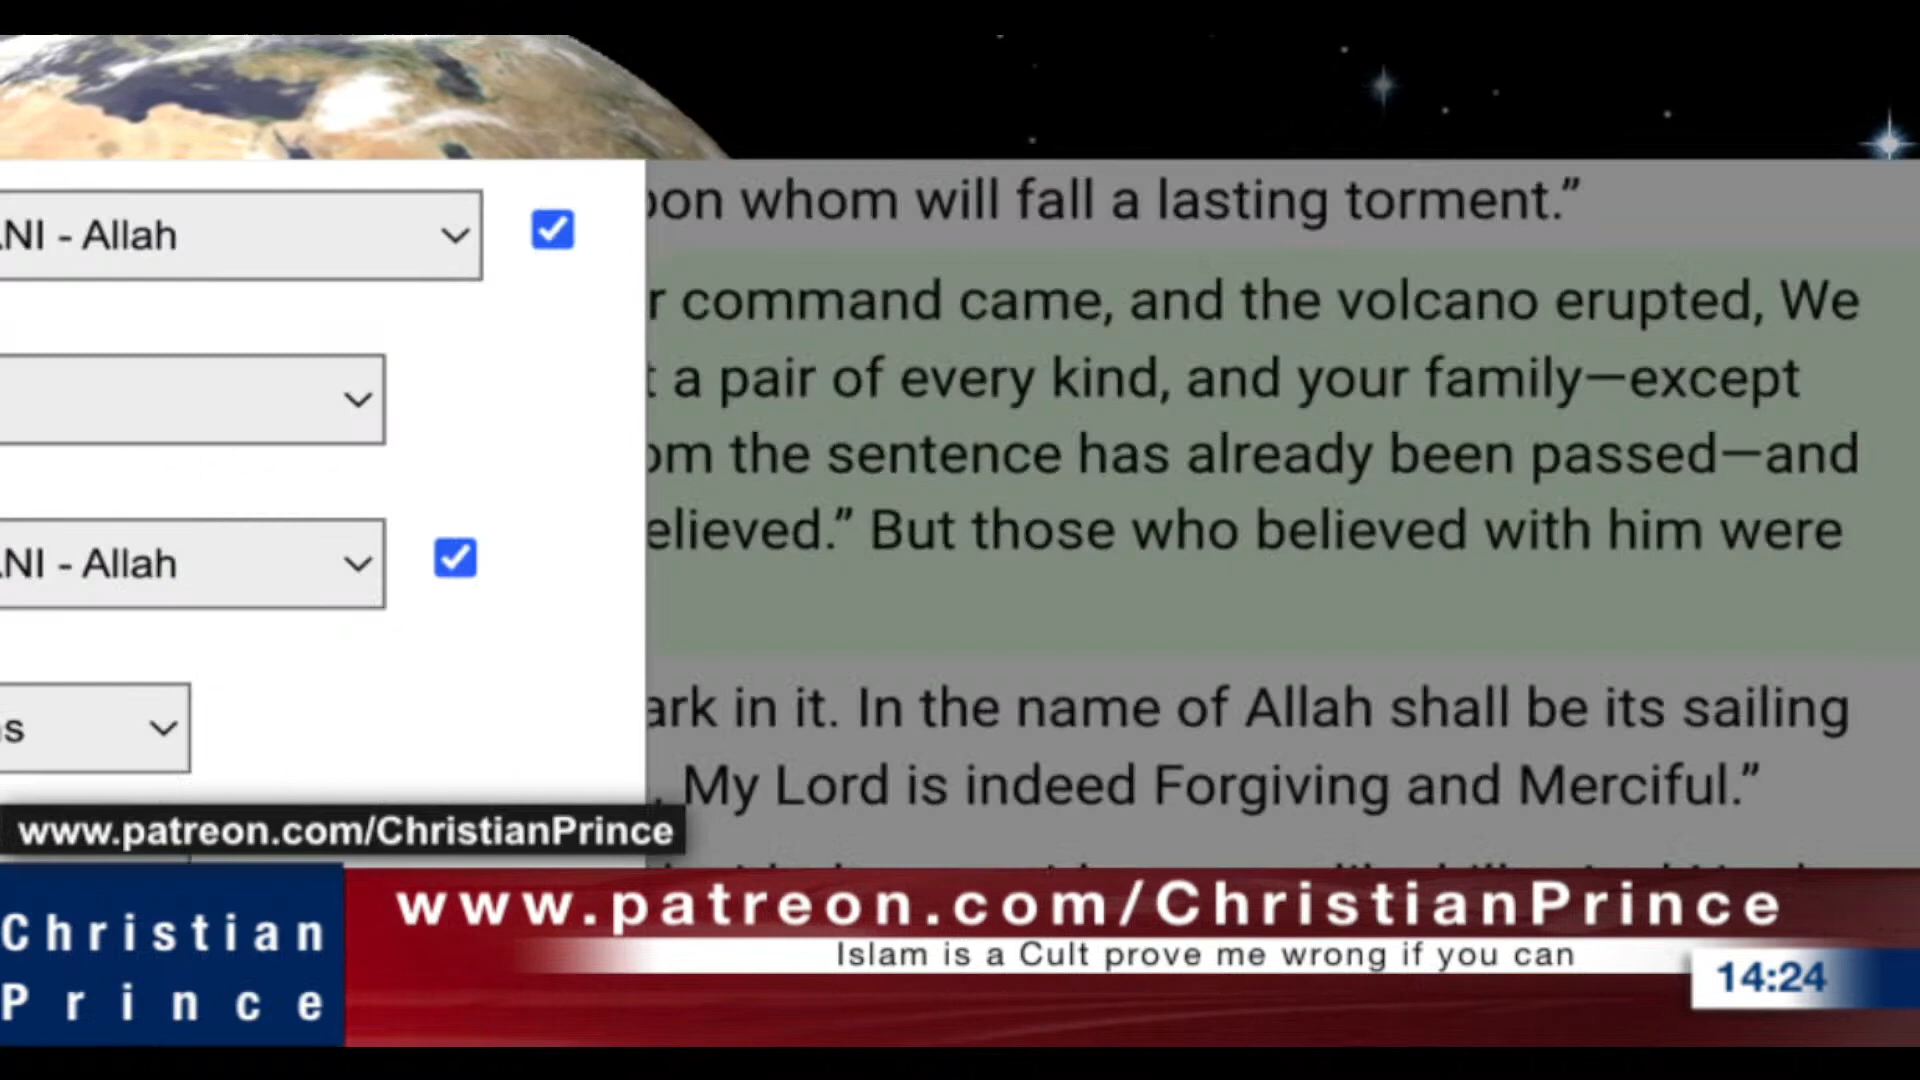 NI - Allah
NI - Allah
s
whom will fall a lasting torment.”
command came, and the volcano erupted, We
a pair of every kind, and your family—except
the sentence has already been passed—and
elieved.” But those who believed with him were
ark in it. In the name of Allah shall be its sailing
. My Lord is indeed Forgiving and Merciful.”
www.patreon.com/ChristianPrince
Christian
Prince
www.patreon.com/ChristianPrince
Islam is a Cult prove me wrong if you can
14:24